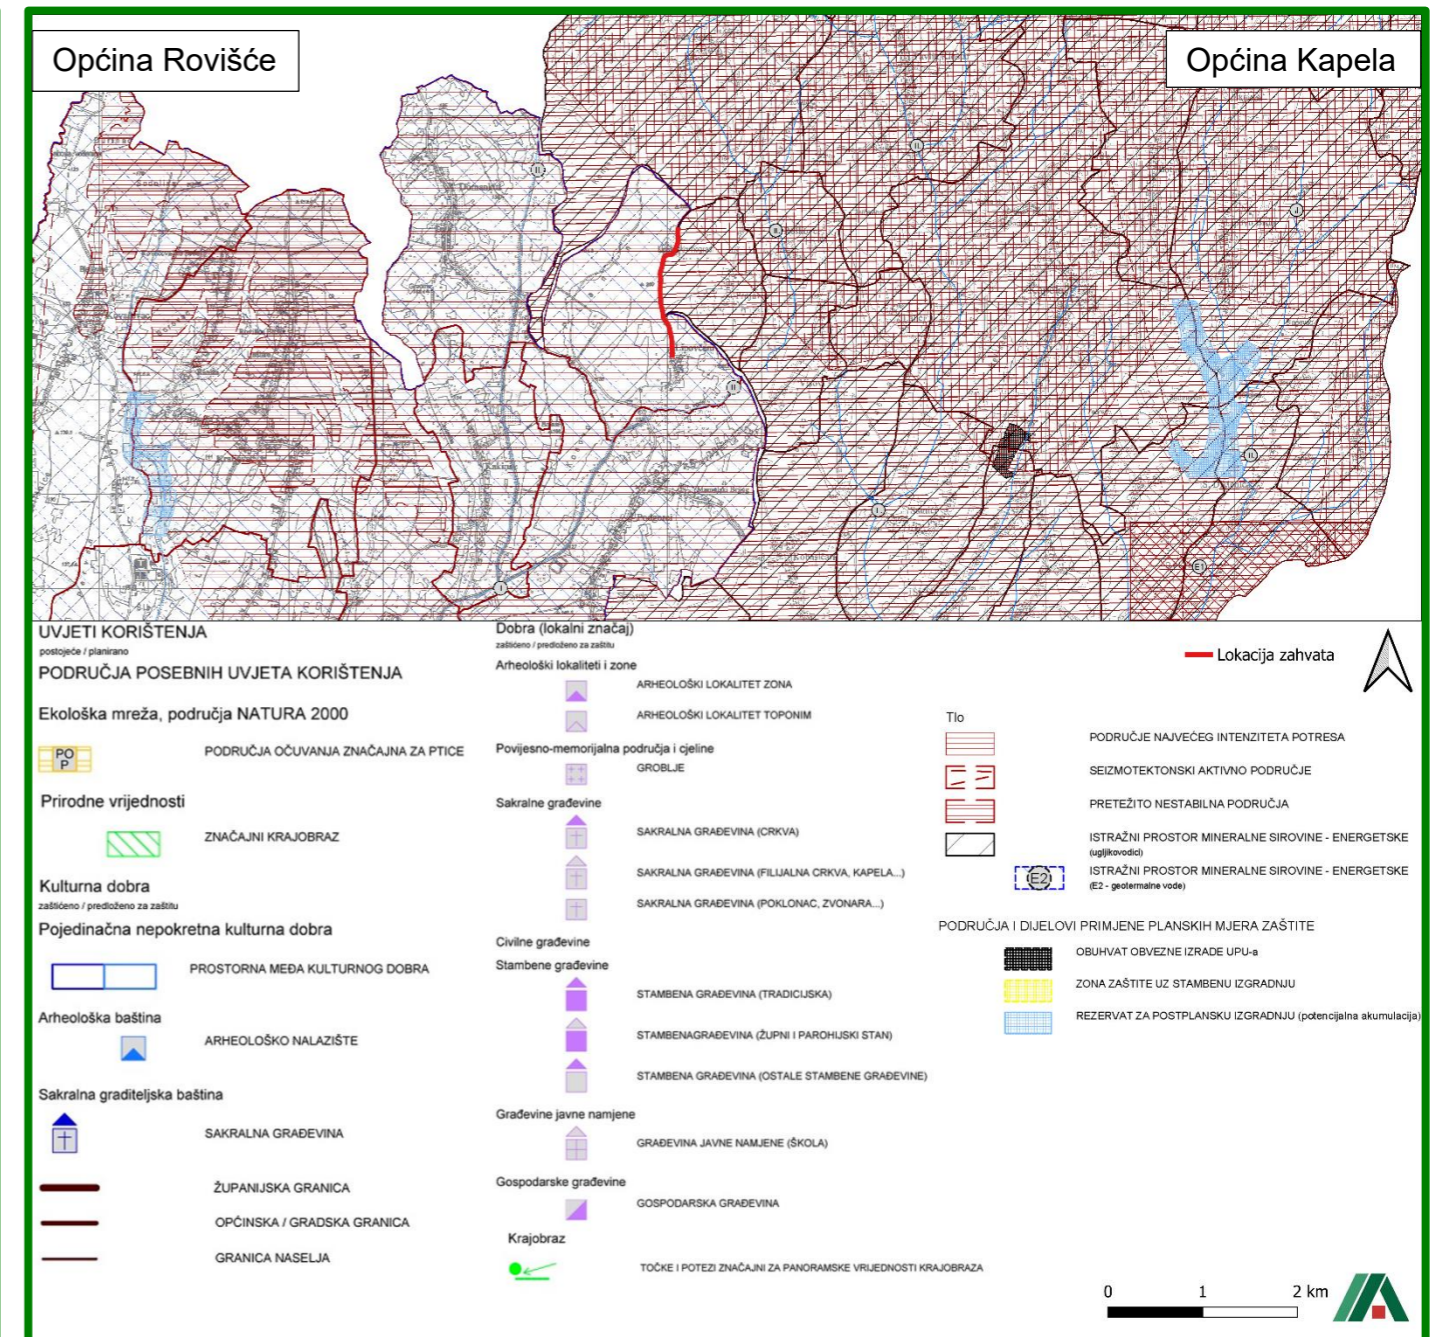 Općina Rovišće
Općina Kapela
II.
II.
II.
II.
II.
II.
I.
I
E1
UVJETI KORIŠTENJA
postojeće / planirano
PODRUČJA POSEBNIH UVJETA KORIŠTENJA
Ekološka mreža, područja NATURA 2000
PO
P
PODRUČJA OČUVANJA ZNAČAJNA ZA PTICE
Prirodne vrijednosti
ZNAČAJNI KRAJOBRAZ
Kulturna dobra
zaštićeno / predloženo za zaštitu
Pojedinačna nepokretna kulturna dobra
PROSTORNA MEĐA KULTURNOG DOBRA
Arheološka baština
ARHEOLOŠKO NALAZIŠTE
Sakralna graditeljska baština
SAKRALNA GRAĐEVINA
ŽUPANIJSKA GRANICA
OPĆINSKA / GRADSKA GRANICA
GRANICA NASELJA
Dobra (lokalni značaj)
zaštićeno / predloženo za zaštitu
Arheološki lokaliteti i zone
ARHEOLOŠKI LOKALITET ZONA
ARHEOLOŠKI LOKALITET TOPONIM
Povijesno-memorijalna područja i cjeline
GROBLJE
Sakralne građevine
SAKRALNA GRAĐEVINA (CRKVA)
SAKRALNA GRAĐEVINA (FILIJALNA CRKVA, KAPELA...)
SAKRALNA GRAĐEVINA (POKLONAC, ZVONARA...)
Civilne građevine
Stambene građevine
STAMBENA GRAĐEVINA (TRADICIJSKA)
STAMBENAGRAĐEVINA (ŽUPNI I PAROHIJSKI STAN)
STAMBENA GRAĐEVINA (OSTALE STAMBENE GRAĐEVINE)
Građevine javne namjene
GRAĐEVINA JAVNE NAMJENE (ŠKOLA)
Gospodarske građevine
GOSPODARSKA GRAĐEVINA
Krajobraz
TOČKE I POTEZI ZNAČAJNI ZA PANORAMSKE VRIJEDNOSTI KRAJOBRAZA
Lokacija zahvata
Tlo
PODRUČJE NAJVEĆEG INTENZITETA POTRESA
SEIZMOTEKTONSKI AKTIVNO PODRUČJE
PRETEŽITO NESTABILNA PODRUČJA
ISTRAŽNI PROSTOR MINERALNE SIROVINE - ENERGETSKE
(ugljikovodici)
E2
ISTRAŽNI PROSTOR MINERALNE SIROVINE - ENERGETSKE
(E2 - geotermalne vode)
PODRUČJA I DIJELOVI PRIMJENE PLANSKIH MJERA ZAŠTITE
OBUHVAT OBVEZNE IZRADE UPU-a
ZONA ZAŠTITE UZ STAMBENU IZGRADNJU
REZERVAT ZA POSTPLANSKU IZGRADNJU (potencijalna akumulacija)
0 1 2 km